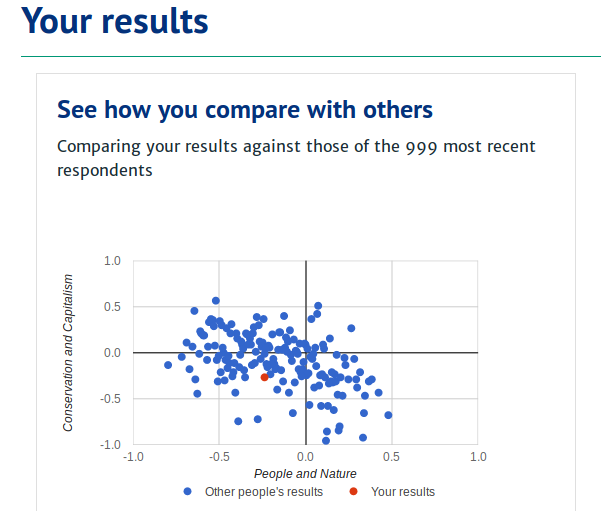 Your results
See how you compare with others
Comparing your results against those of the 999 most recent
respondents
Conservation and Capitalism
1.0
0.5
0.0
-0.5
-1.0
-1.0 -0.5 0.0 0.5 1.0
People and Nature
Other people's results Your results